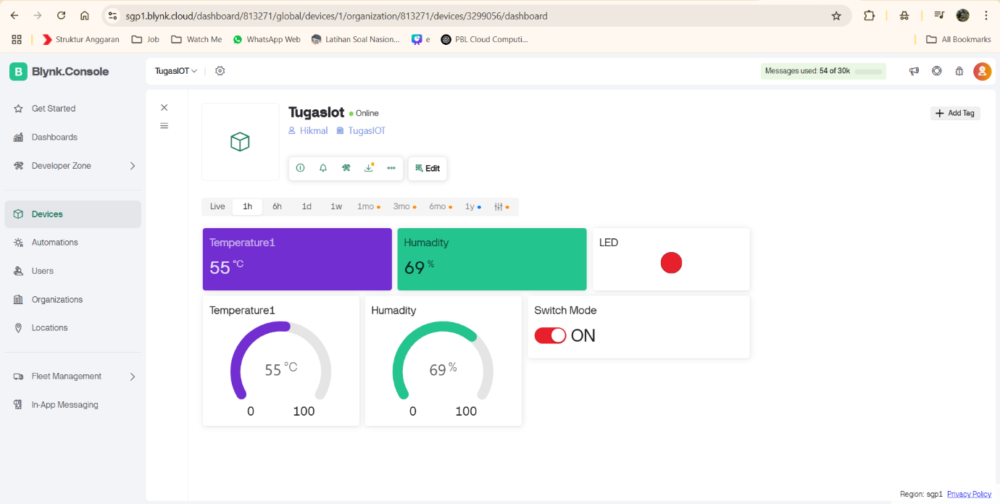 sgp1.blynk.cloud/dashboard/813271/global/devices/1/organization/813271/devices/3299056/dashboard
Struktur Anggaran Job Watch Me WhatsApp Web Latihan Soal Nasion... e PBL Cloud Computi... All Bookmarks
B Blynk.Console
TugasIOT
Messages used: 54 of 30k
Get Started
Dashboards
Developer Zone
Devices
Automations
Users
Organizations
Locations
Fleet Management
In-App Messaging
TugasIot Online
Hikmal TugasIOT
Add Tag
Edit
Live 1h 6h 1d 1w 1mo 3mo 6mo 1y
Temperature1
55 °C
Humadity
69 %
LED
Temperature1
55 °C
0 100
Humadity
69 %
0 100
Switch Mode
ON
Region: sgp1 Privacy Policy